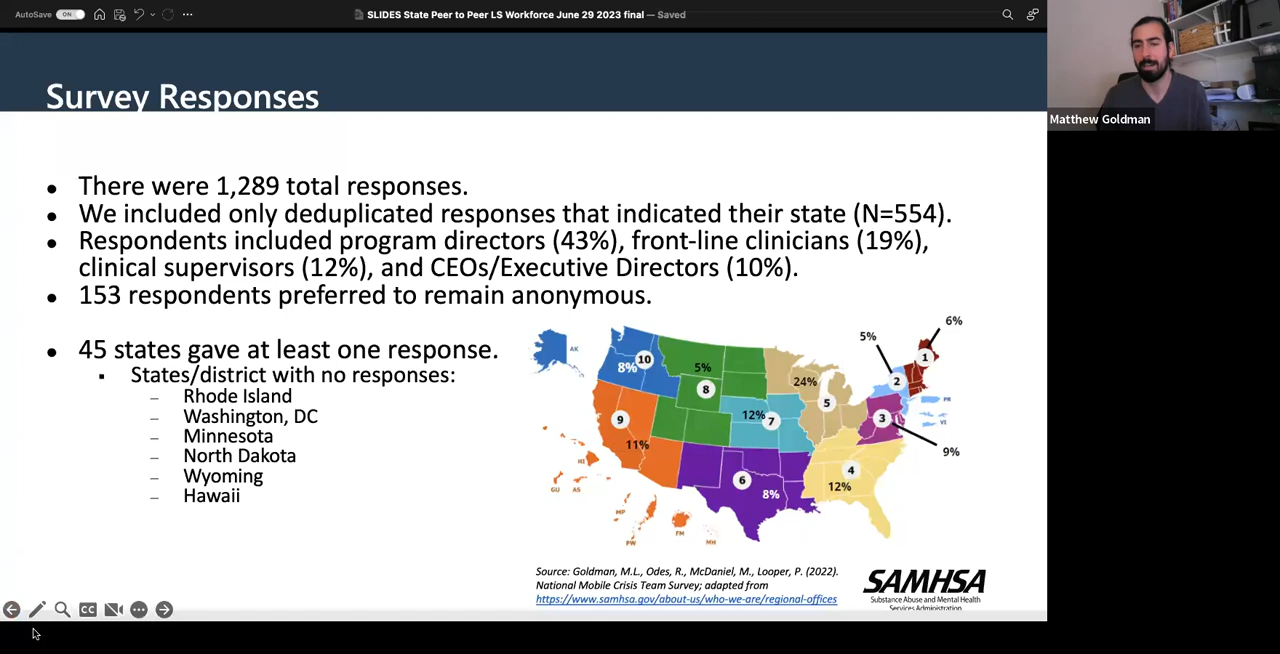 AutoSave ON
SLIDES State Peer to Peer LS Workforce June 29 2023 final — Saved
Matthew Goldman
Survey Responses
• There were 1,289 total responses.
• We included only deduplicated responses that indicated their state (N=554).
• Respondents included program directors (43%), front-line clinicians (19%),
clinical supervisors (12%), and CEOs/Executive Directors (10%).
• 153 respondents preferred to remain anonymous.
• 45 states gave at least one response.
▪ States/district with no responses:
– Rhode Island
– Washington, DC
– Minnesota
– North Dakota
– Wyoming
– Hawaii
6%
5%
AK
10
8%
5%
8
24%
5
1
2
PR
VI
3
9%
9
11%
12%
7
4
12%
6
8%
HI
GU
AS
MP
PW
FM
MH
Source: Goldman, M.L., Odes, R., McDaniel, M., Looper, P. (2022).
National Mobile Crisis Team Survey; adapted from
https://www.samhsa.gov/about-us/who-we-are/regional-offices
SAMHSA
Substance Abuse and Mental Health
Services Administration
CC